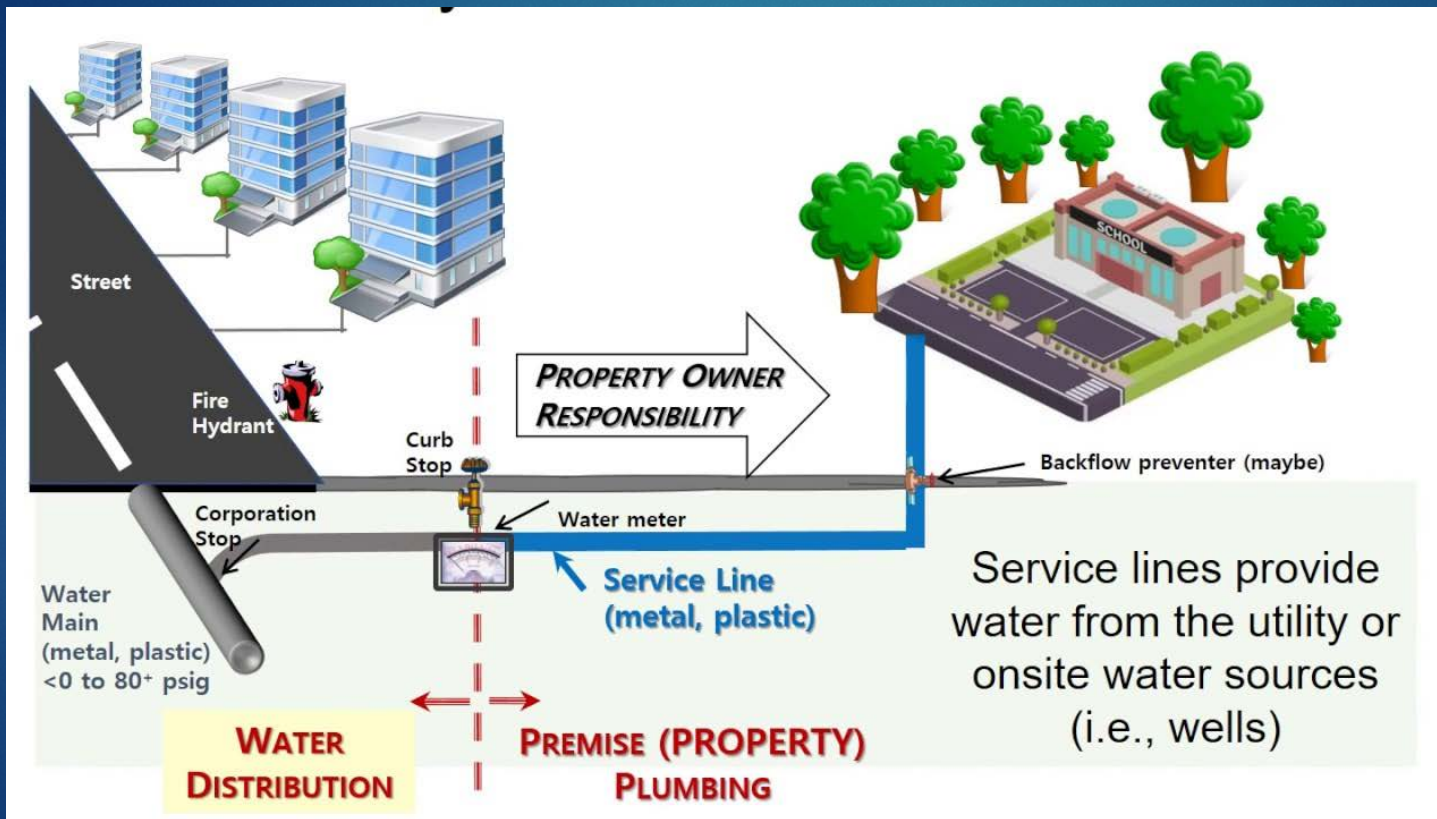 Street
Fire
Hydrant
SCHOOL
PROPERTY OWNER
RESPONSIBILITY
Curb
Stop
Backflow preventer (maybe)
Corporation
Stop
Water meter
Water
Main
(metal, plastic)
<0 to 80⁺ psig
Service Line
(metal, plastic)
Service lines provide
water from the utility or
onsite water sources
(i.e., wells)
WATER
DISTRIBUTION
PREMISE (PROPERTY)
PLUMBING